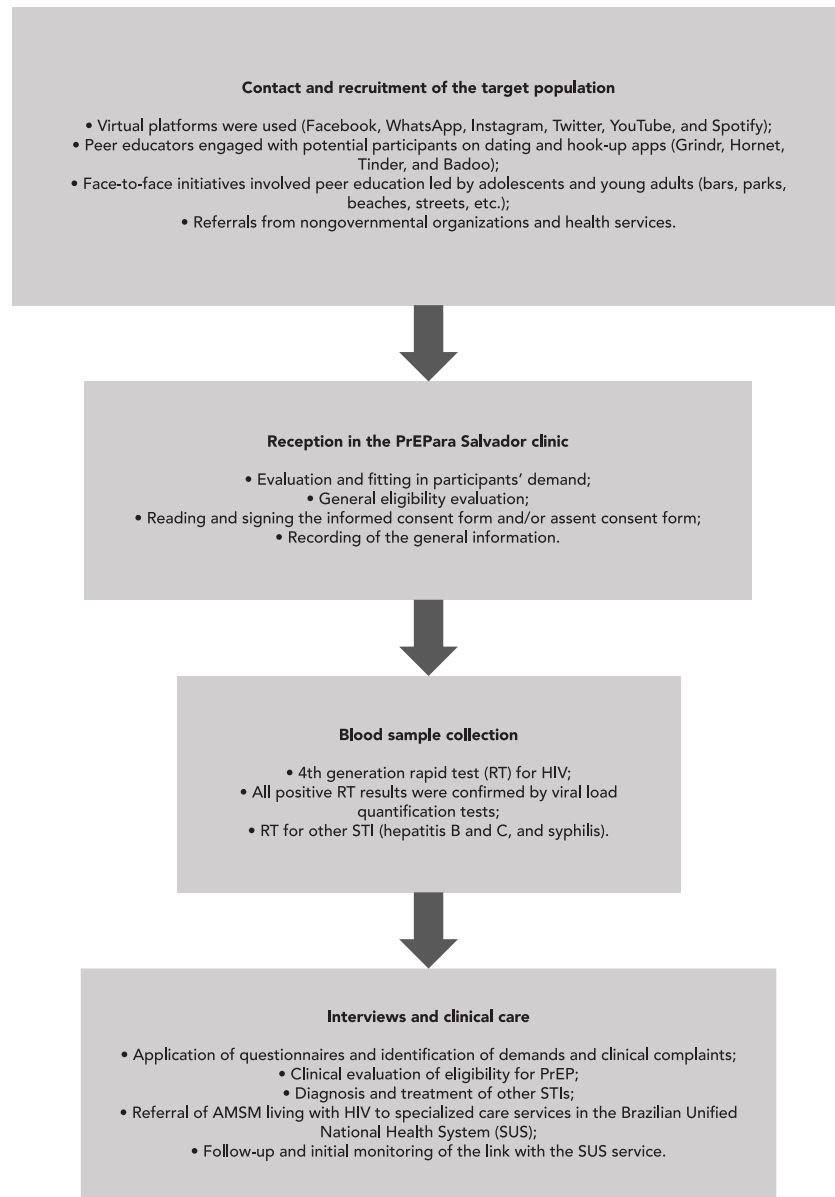 Contact and recruitment of the target population
• Virtual platforms were used (Facebook, WhatsApp, Instagram, Twitter, YouTube, and Spotify);
• Peer educators engaged with potential participants on dating and hook-up apps (Grindr, Hornet,
Tinder, and Badoo);
• Face-to-face initiatives involved peer education led by adolescents and young adults (bars, parks,
beaches, streets, etc.);
• Referrals from nongovernmental organizations and health services.
Reception in the PrEPara Salvador clinic
• Evaluation and fitting in participants' demand;
• General eligibility evaluation;
• Reading and signing the informed consent form and/or assent consent form;
• Recording of the general information.
Blood sample collection
• 4th generation rapid test (RT) for HIV;
• All positive RT results were confirmed by viral load
quantification tests;
• RT for other STI (hepatitis B and C, and syphilis).
Interviews and clinical care
• Application of questionnaires and identification of demands and clinical complaints;
• Clinical evaluation of eligibility for PrEP;
• Diagnosis and treatment of other STIs;
• Referral of AMSM living with HIV to specialized care services in the Brazilian Unified
National Health System (SUS);
• Follow-up and initial monitoring of the link with the SUS service.